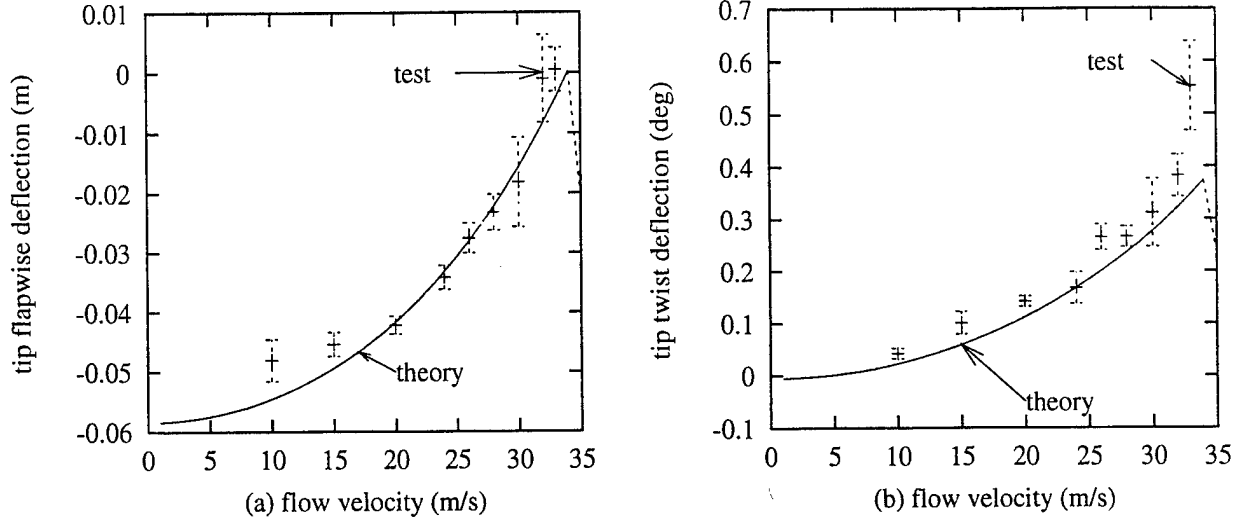 0.01
0
-0.01
-0.02
-0.03
-0.04
-0.05
-0.06
tip flapwise deflection (m)
test
theory
0 5 10 15 20 25 30 35
(a) flow velocity (m/s)
0.7
0.6
0.5
0.4
0.3
0.2
0.1
0
-0.1
tip twist deflection (deg)
test
theory
0 5 10 15 20 25 30 35
(b) flow velocity (m/s)